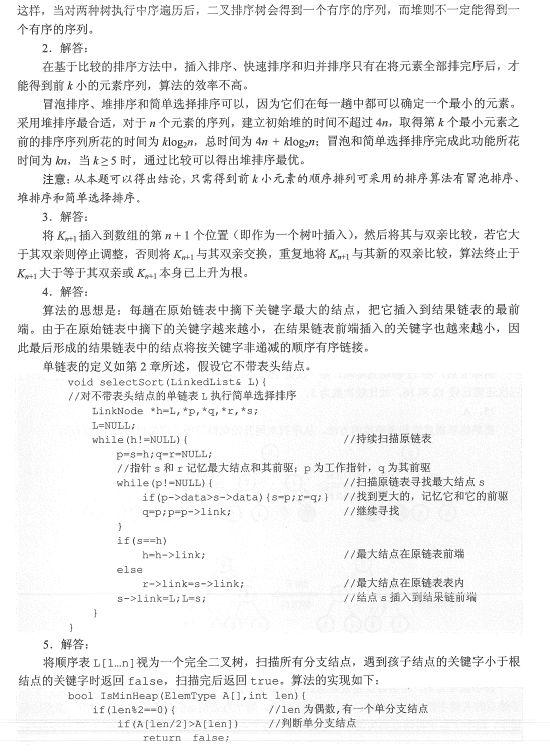 这样，当对两种树执行中序遍历后，二叉排序树会得到一个有序的序列，而堆则不一定能得到一
个有序的序列。
2．解答：
在基于比较的排序方法中，插入排序、快速排序和归并排序只有在将元素全部排完序后，才
能得到前 k 小的元素序列，算法的效率不高。
冒泡排序、堆排序和简单选择排序可以，因为它们在每一趟中都可以确定一个最小的元素。
采用堆排序最合适，对于 n 个元素的序列，建立初始堆的时间不超过 4n，取得第 k 个最小元素之
前的排序序列所花的时间为 klog₂n，总时间为 4n + klog₂n；冒泡和简单选择排序完成此功能所花
时间为 kn，当 k≥5 时，通过比较可以得出堆排序最优。
注意：从本题可以得出结论，只需得到前 k 小元素的顺序排列可采用的排序算法有冒泡排序、
堆排序和简单选择排序。
3．解答：
将 Kn+1 插入到数组的第 n + 1 个位置（即作为一个树叶插入），然后将其与双亲比较，若它大
于其双亲则停止调整，否则将 Kn+1 与其双亲交换，重复地将 Kn+1 与其新的双亲比较，算法终止于
Kn+1 大于等于其双亲或 Kn+1 本身已上升为根。
4．解答：
算法的思想是：每趟在原始链表中摘下关键字最大的结点，把它插入到结果链表的最前
端。由于在原始链表中摘下的关键字越来越小，在结果链表前端插入的关键字也越来越小，因
此最后形成的结果链表中的结点将按关键字非递减的顺序有序链接。
单链表的定义如第 2 章所述，假设它不带表头结点。
void selectSort(LinkedList& L){
//对不带表头结点的单链表 L 执行简单选择排序
LinkNode *h=L,*p,*q,*r,*s;
L=NULL;
while(h!=NULL){ //持续扫描原链表
p=s=h;q=r=NULL;
//指针 s 和 r 记忆最大结点和其前驱；p 为工作指针，q 为其前驱
while(p!=NULL){ //扫描原链表寻找最大结点 s
if(p->data>s->data){s=p;r=q;} //找到更大的，记忆它和它的前驱
q=p;p=p->link; //继续寻找
}
if(s==h)
h=h->link; //最大结点在原链表前端
else
r->link=s->link; //最大结点在原链表表内
s->link=L;L=s; //结点 s 插入到结果链前端
}
}
5．解答：
将顺序表 L[1…n]视为一个完全二叉树，扫描所有分支结点，遇到孩子结点的关键字小于根
结点的关键字时返回 false，扫描完后返回 true。算法的实现如下：
bool IsMinHeap(ElemType A[],int len){
if(len%2==0){ //len 为偶数,有一个单分支结点
if(A[len/2]>A[len]) //判断单分支结点
return false;